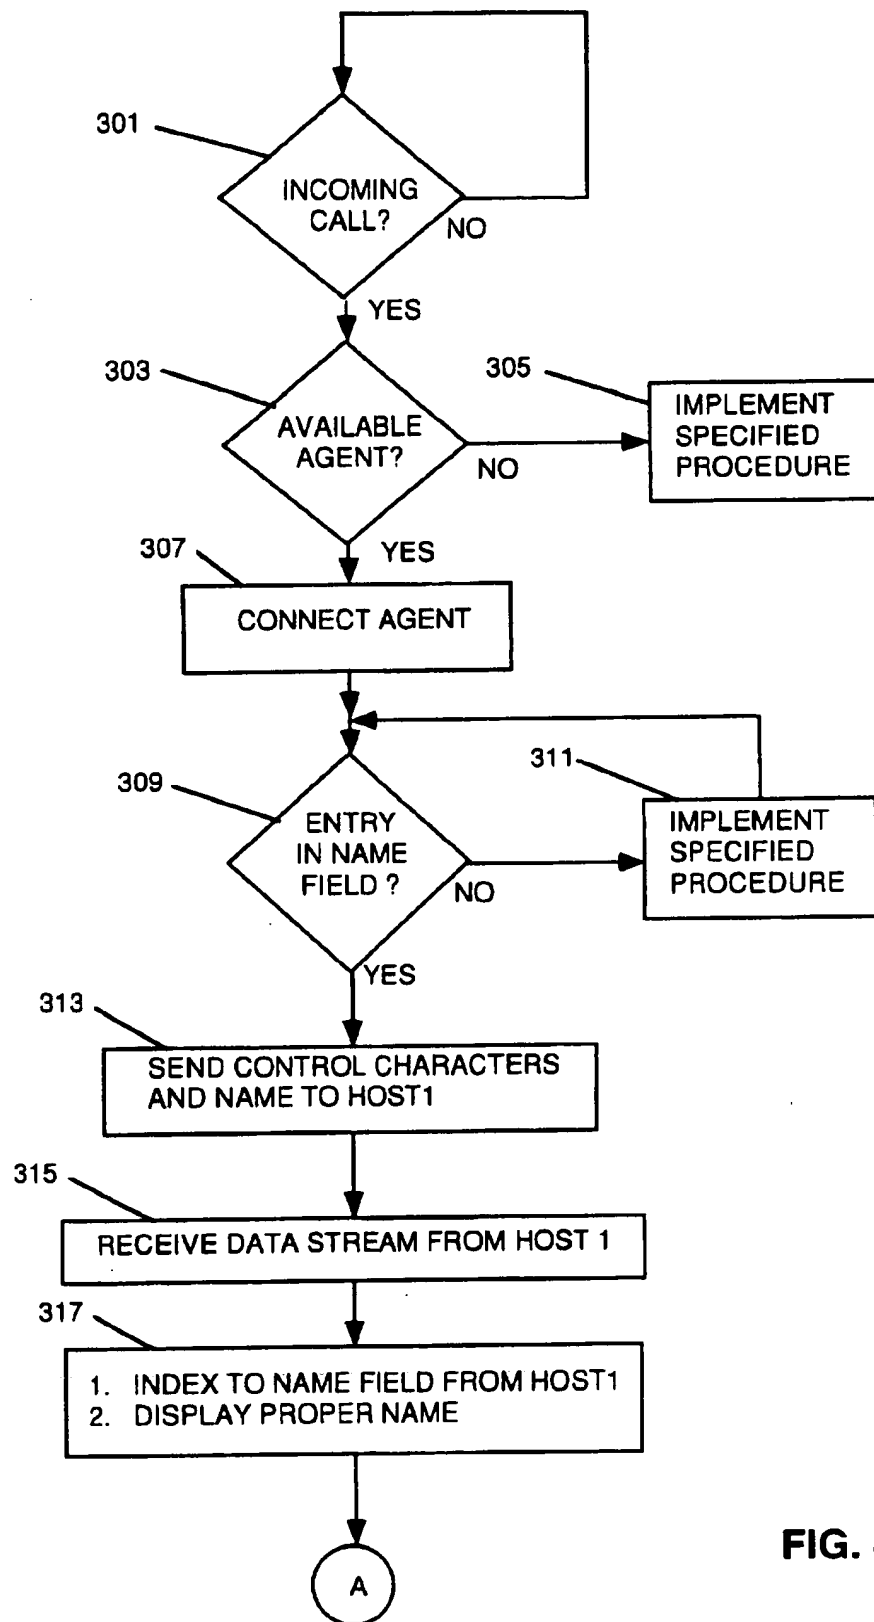 301
INCOMING
CALL?
NO
YES
303
305
AVAILABLE
AGENT?
NO
IMPLEMENT
SPECIFIED
PROCEDURE
YES
307
CONNECT AGENT
309
311
ENTRY
IN NAME
FIELD ?
NO
IMPLEMENT
SPECIFIED
PROCEDURE
YES
313
SEND CONTROL CHARACTERS
AND NAME TO HOST1
315
RECEIVE DATA STREAM FROM HOST 1
317
1. INDEX TO NAME FIELD FROM HOST1
2. DISPLAY PROPER NAME
A
FIG.